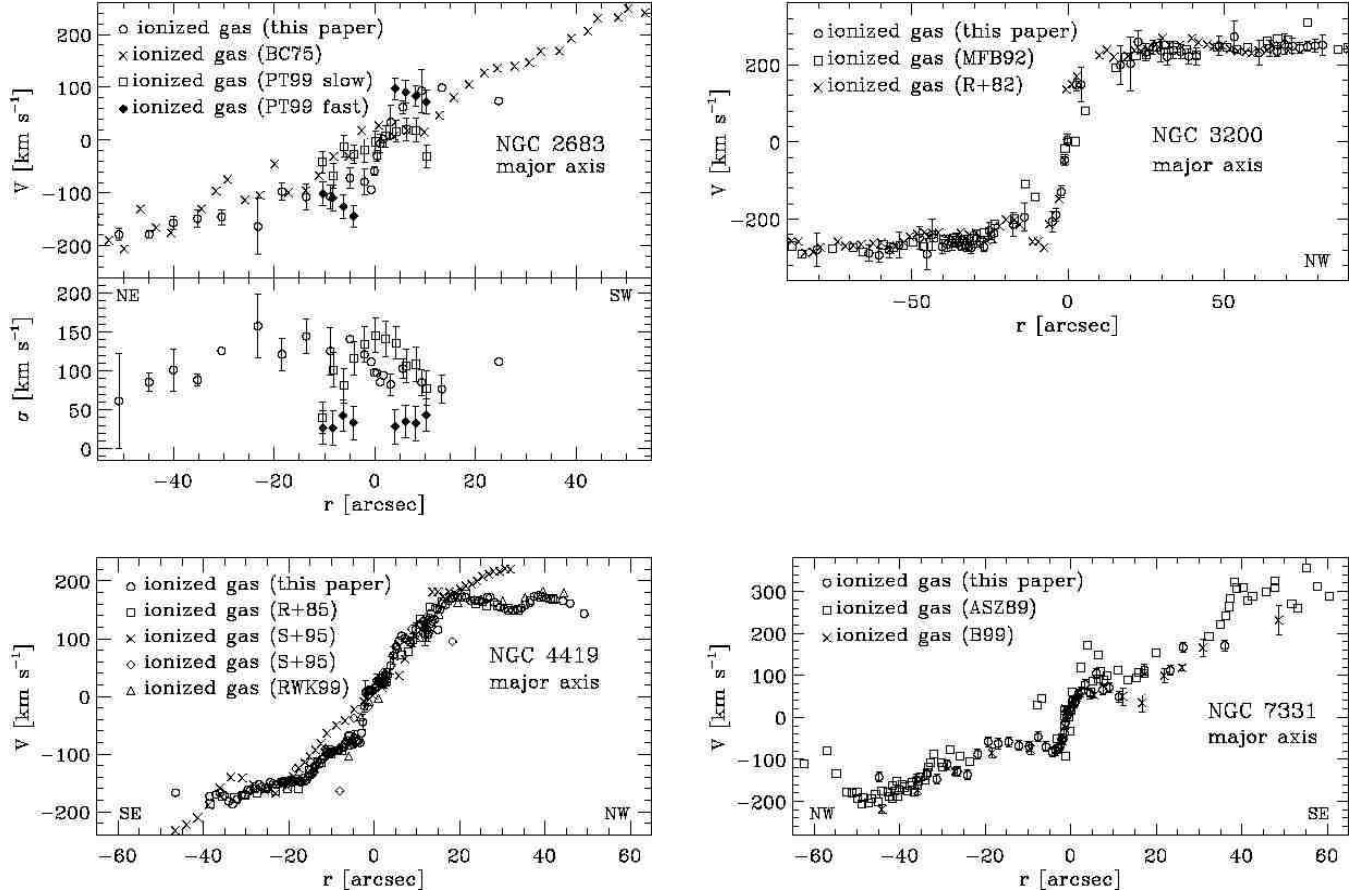 200
100
0
−100
−200
V [km s⁻¹]
ionized gas (this paper)
ionized gas (BC75)
ionized gas (PT99 slow)
ionized gas (PT99 fast)
NGC 2683
major axis
200
150
100
50
0
σ [km s⁻¹]
NE
SW
−40
−20
0
20
40
r [arcsec]
200
0
−200
V [km s⁻¹]
ionized gas (this paper)
ionized gas (MFB92)
ionized gas (R+82)
NGC 3200
major axis
NW
−50
0
50
r [arcsec]
200
100
0
−100
−200
V [km s⁻¹]
ionized gas (this paper)
ionized gas (R+85)
ionized gas (S+95)
ionized gas (S+95)
ionized gas (RWK99)
NGC 4419
major axis
SE
NW
−60
−40
−20
0
20
40
60
r [arcsec]
300
200
100
0
−100
−200
V [km s⁻¹]
ionized gas (this paper)
ionized gas (ASZ89)
ionized gas (B99)
NGC 7331
major axis
NW
SE
−60
−40
−20
0
20
40
60
r [arcsec]